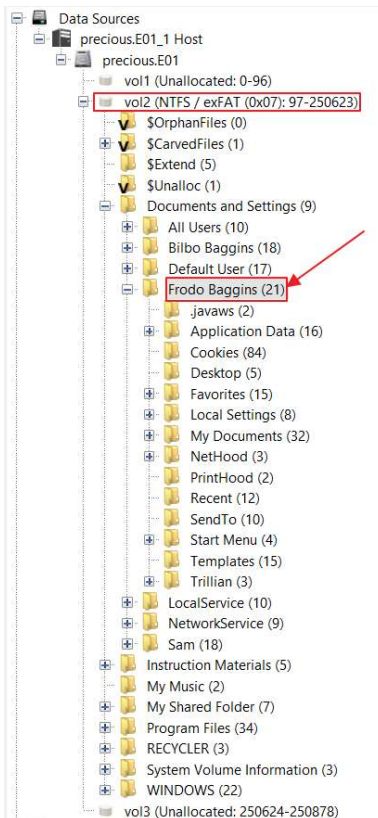 Data Sources
precious.E01_1 Host
precious.E01
vol1 (Unallocated: 0-96)
vol2 (NTFS / exFAT (0x07): 97-250623)
$OrphanFiles (0)
$CarvedFiles (1)
$Extend (5)
$Unalloc (1)
Documents and Settings (9)
All Users (10)
Bilbo Baggins (18)
Default User (17)
Frodo Baggins (21)
.javaws (2)
Application Data (16)
Cookies (84)
Desktop (5)
Favorites (15)
Local Settings (8)
My Documents (32)
NetHood (3)
PrintHood (2)
Recent (12)
SendTo (10)
Start Menu (4)
Templates (15)
Trillian (3)
LocalService (10)
NetworkService (9)
Sam (18)
Instruction Materials (5)
My Music (2)
My Shared Folder (7)
Program Files (34)
RECYCLER (3)
System Volume Information (3)
WINDOWS (22)
vol3 (Unallocated: 250624-250878)